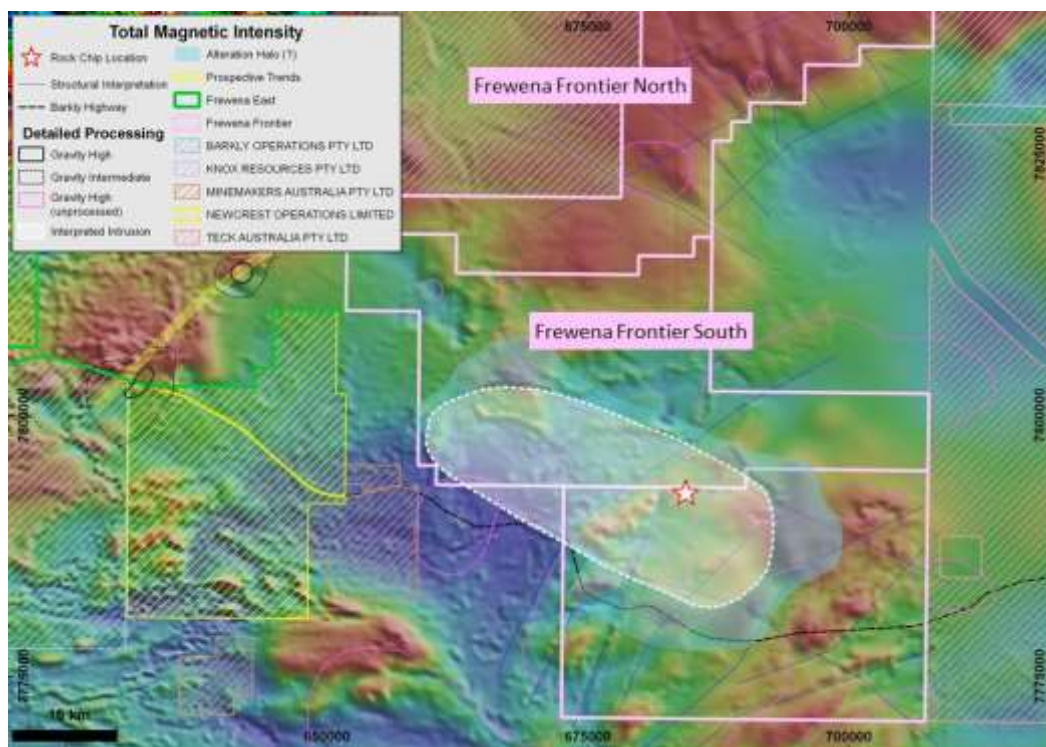 Total Magnetic Intensity
Rock Chip Location
Structural Interpretation
Barkly Highway
Detailed Processing
Gravity High
Gravity Intermediate
Gravity High
(unprocessed)
Interpreted Intrusion
Alteration Halo (?)
Prospective Trends
Frewena East
Frewena Frontier
BARKLY OPERATIONS PTY LTD
KNOX RESOURCES PTY LTD
MINEMAKERS AUSTRALIA PTY LTD
NEWCREST OPERATIONS LIMITED
TECK AUSTRALIA PTY LTD
675000
700000
Frewena Frontier North
7825000
Frewena Frontier South
7800000
7800000
7775000
7775000
15 km
650000
675000
700000